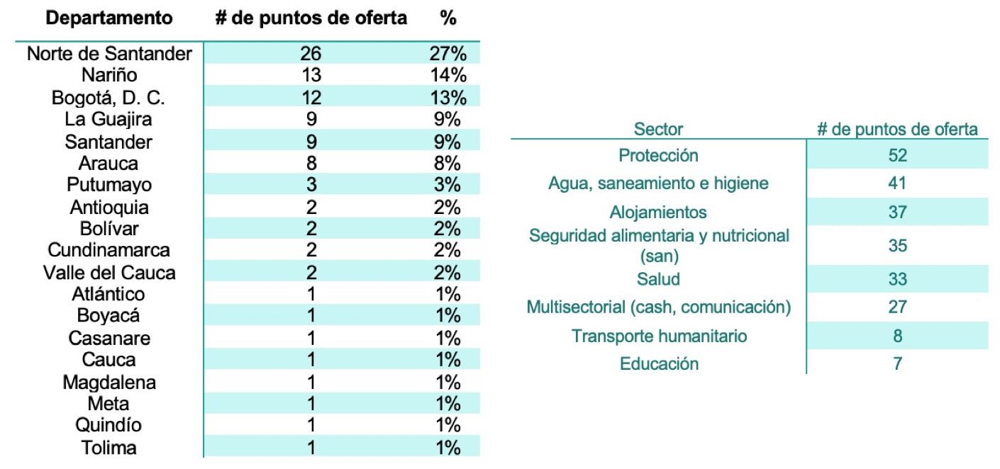 Departamento # de puntos de oferta %
Norte de Santander 26 27%
Nariño 13 14%
Bogotá, D. C. 12 13%
La Guajira 9 9%
Santander 9 9%
Arauca 8 8%
Putumayo 3 3%
Antioquia 2 2%
Bolívar 2 2%
Cundinamarca 2 2%
Valle del Cauca 2 2%
Atlántico 1 1%
Boyacá 1 1%
Casanare 1 1%
Cauca 1 1%
Magdalena 1 1%
Meta 1 1%
Quindío 1 1%
Tolima 1 1%
Sector # de puntos de oferta
Protección 52
Agua, saneamiento e higiene 41
Alojamientos 37
Seguridad alimentaria y nutricional
(san) 35
Salud 33
Multisectorial (cash, comunicación) 27
Transporte humanitario 8
Educación 7